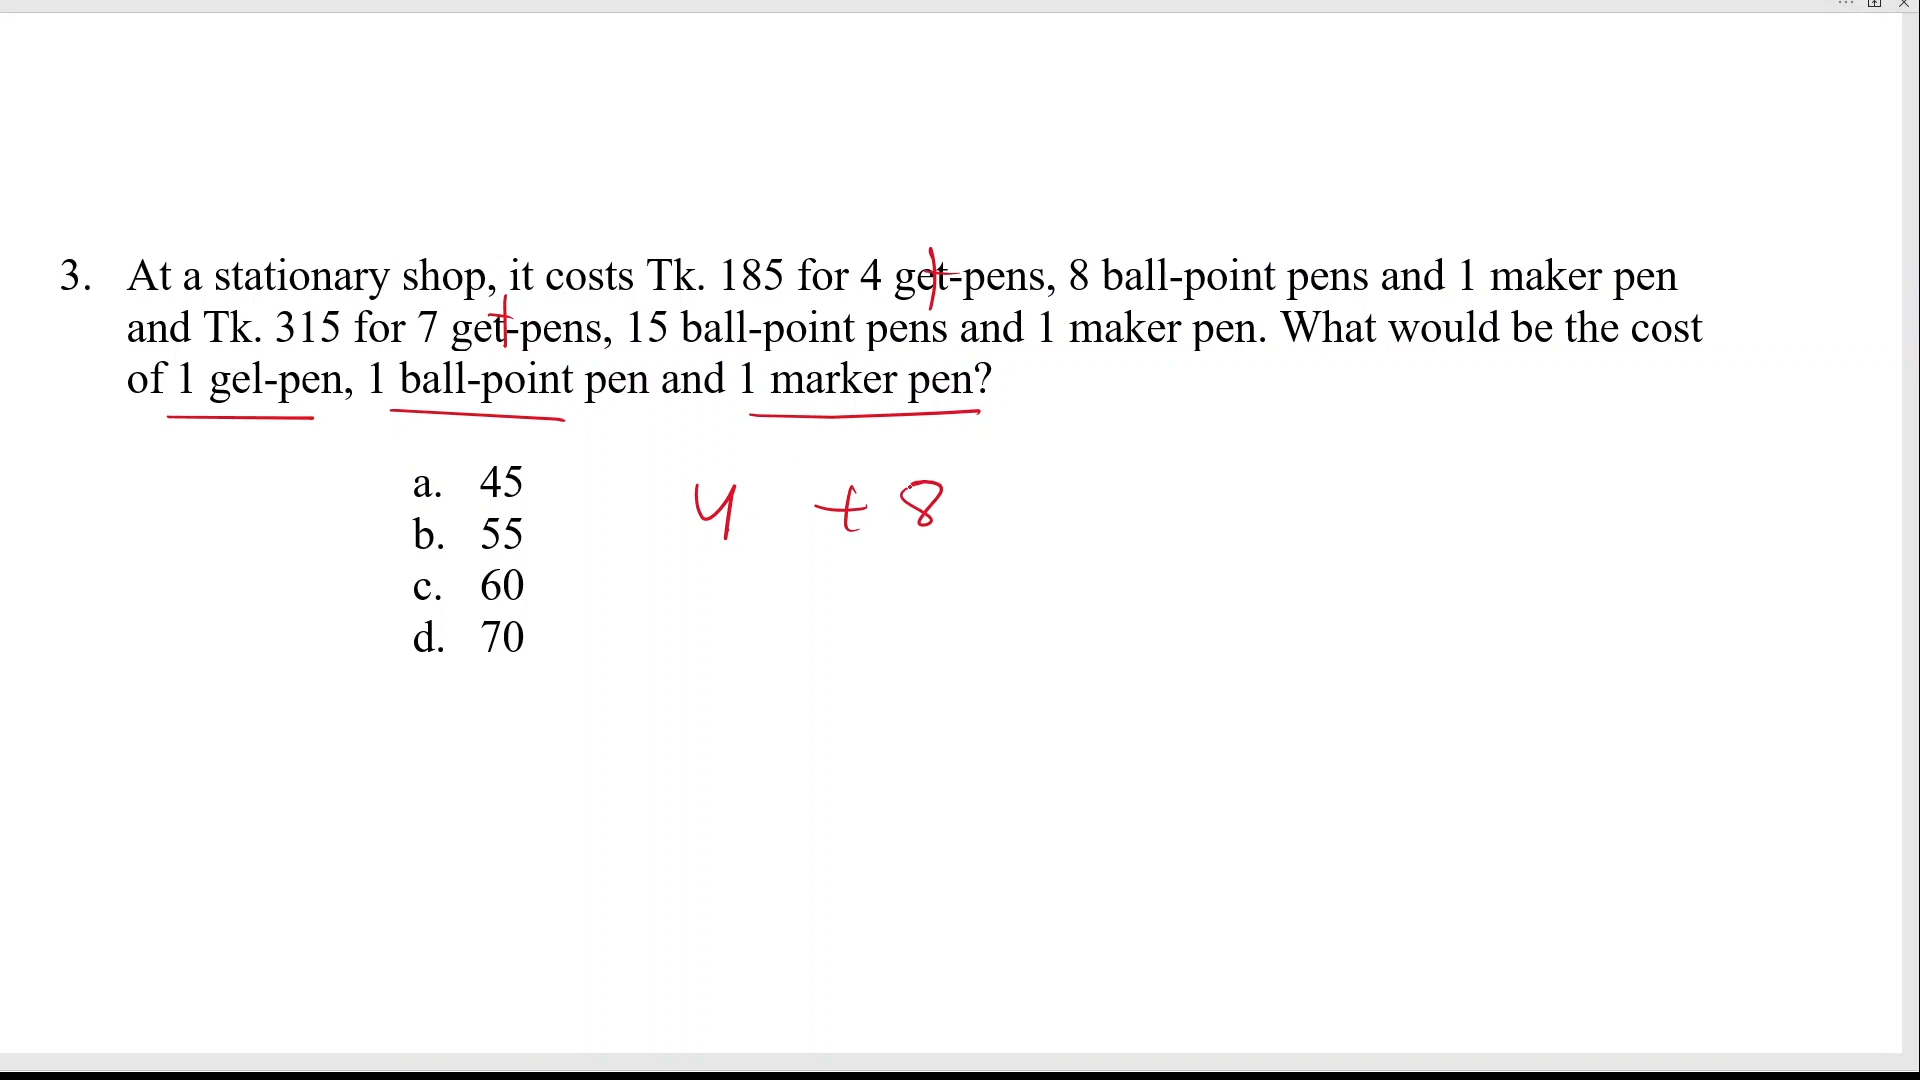 3. At a stationary shop, it costs Tk. 185 for 4 get-pens, 8 ball-point pens and 1 maker pen
and Tk. 315 for 7 get-pens, 15 ball-point pens and 1 maker pen. What would be the cost
of 1 gel-pen, 1 ball-point pen and 1 marker pen?
a. 45
4 + 8
b. 55
c. 60
d. 70